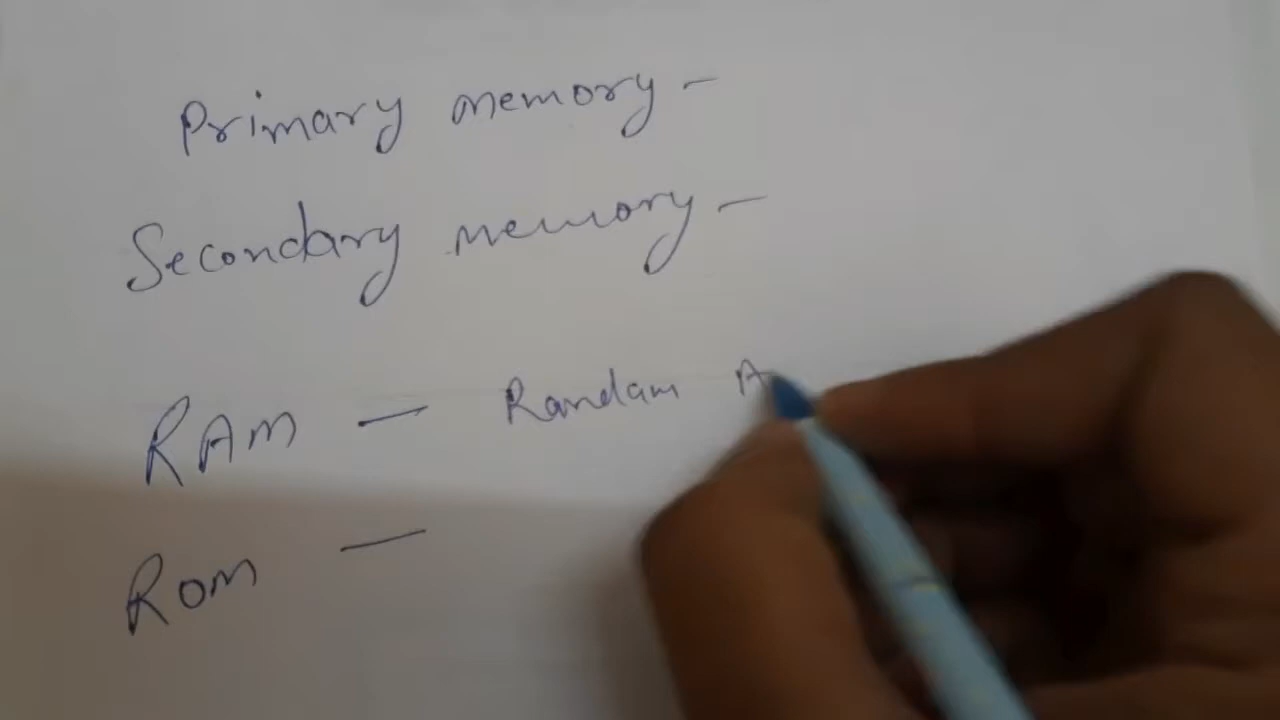 Primary memory -
Secondary memory -
RAM - Randam A
ROM -